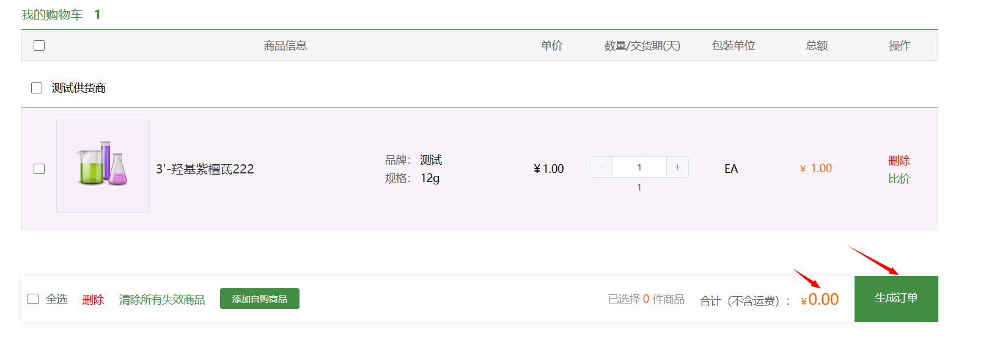 我的购物车 1
商品信息 单价 数量/交货期(天) 包装单位 总额 操作
测试供货商
3'-羟基紫檀芪222
品牌： 测试
规格： 12g
¥1.00
− 1 +
1
EA
¥ 1.00
删除
比价
全选 删除 清除所有失效商品 添加自购商品 已选择 0 件商品 合计（不含运费）： ¥0.00 生成订单